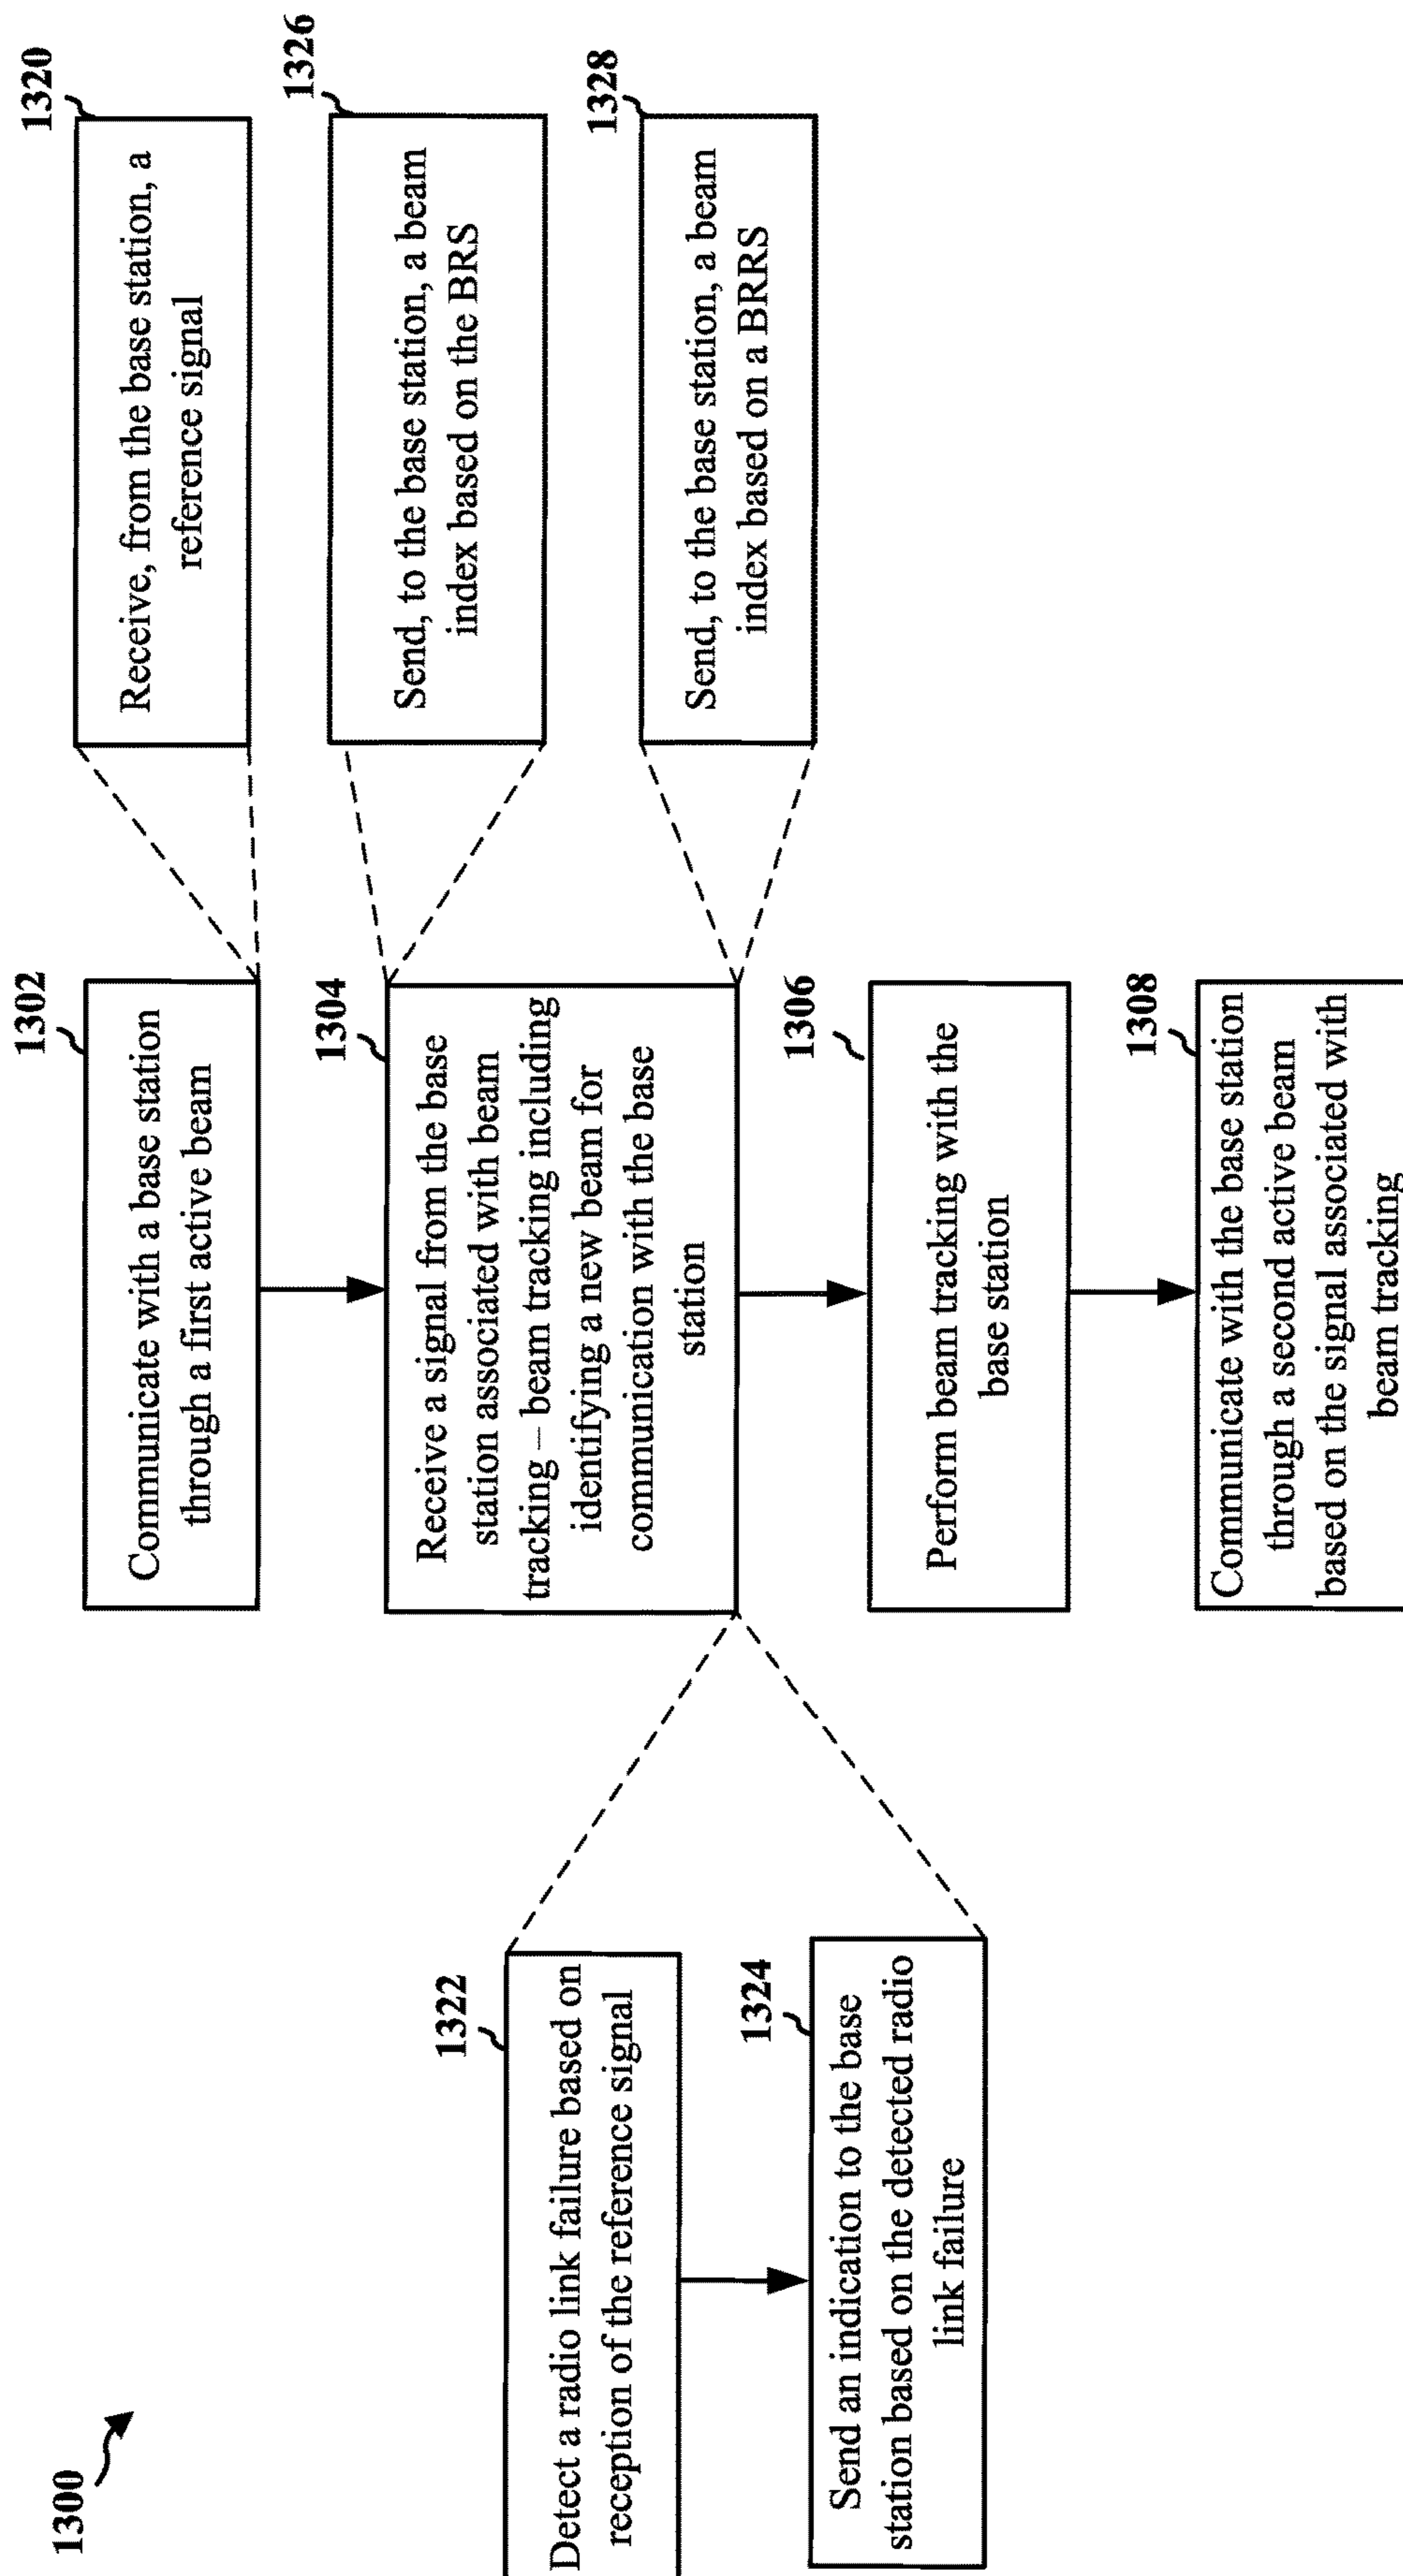 1300
1302
Communicate with a base station
through a first active beam
1320
Receive, from the base station, a
reference signal
1304
Receive a signal from the base
station associated with beam
tracking – beam tracking including
identifying a new beam for
communication with the base
station
1326
Send, to the base station, a beam
index based on the BRS
1328
Send, to the base station, a beam
index based on a BRRS
1322
Detect a radio link failure based on
reception of the reference signal
1324
Send an indication to the base
station based on the detected radio
link failure
1306
Perform beam tracking with the
base station
1308
Communicate with the base station
through a second active beam
based on the signal associated with
beam tracking